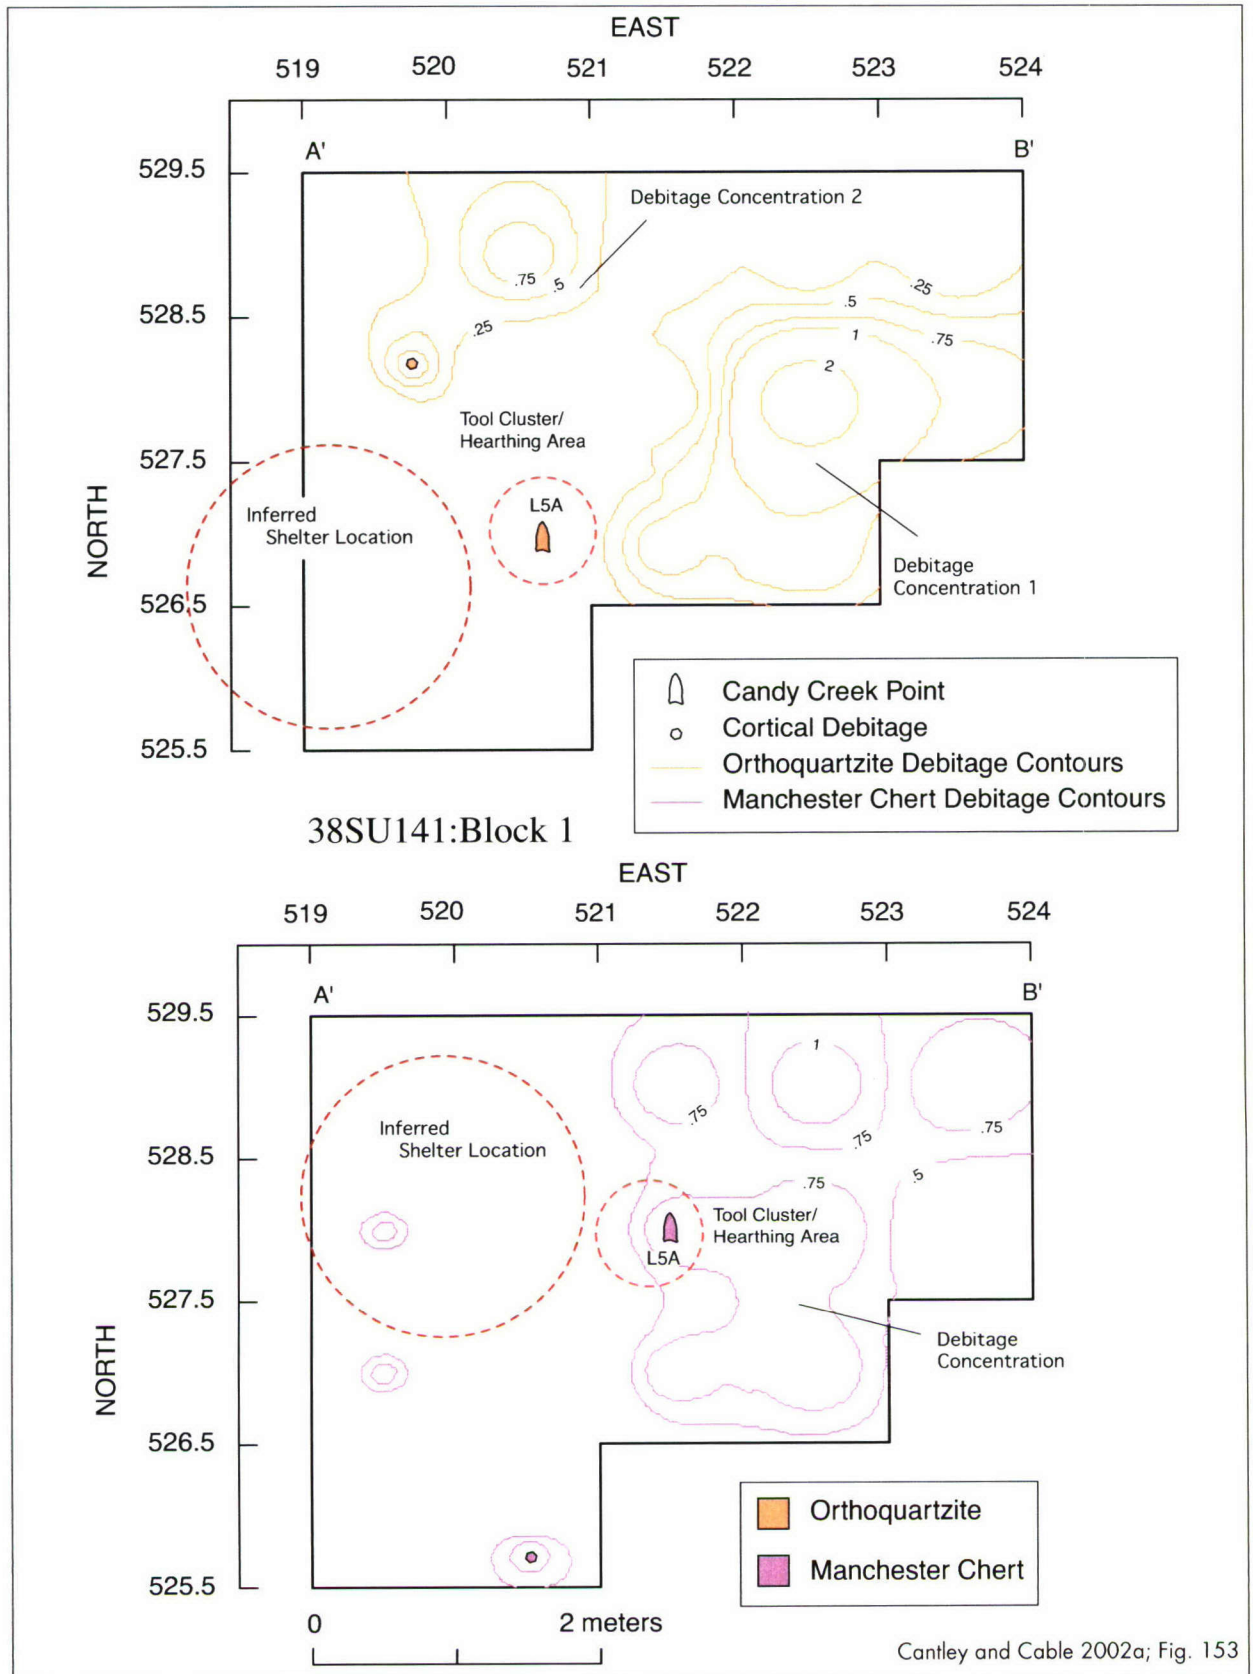 EAST
519 520 521 522 523 524
A' B'
529.5
Debitage Concentration 2
.75 .5
.25
528.5
.5
.25
1 .75
2
Tool Cluster/
Hearthing Area
527.5
L5A
Inferred
Shelter Location
NORTH
Debitage
Concentration 1
526.5
Candy Creek Point
Cortical Debitage
Orthoquartzite Debitage Contours
Manchester Chert Debitage Contours
525.5
38SU141:Block 1
EAST
519 520 521 522 523 524
A' B'
529.5
1
.75
.75
.75
Inferred
Shelter Location
528.5
.5
.75
Tool Cluster/
Hearthing Area
L5A
527.5
Debitage
Concentration
NORTH
526.5
Orthoquartzite
Manchester Chert
525.5
0 2 meters
Cantley and Cable 2002a; Fig. 153